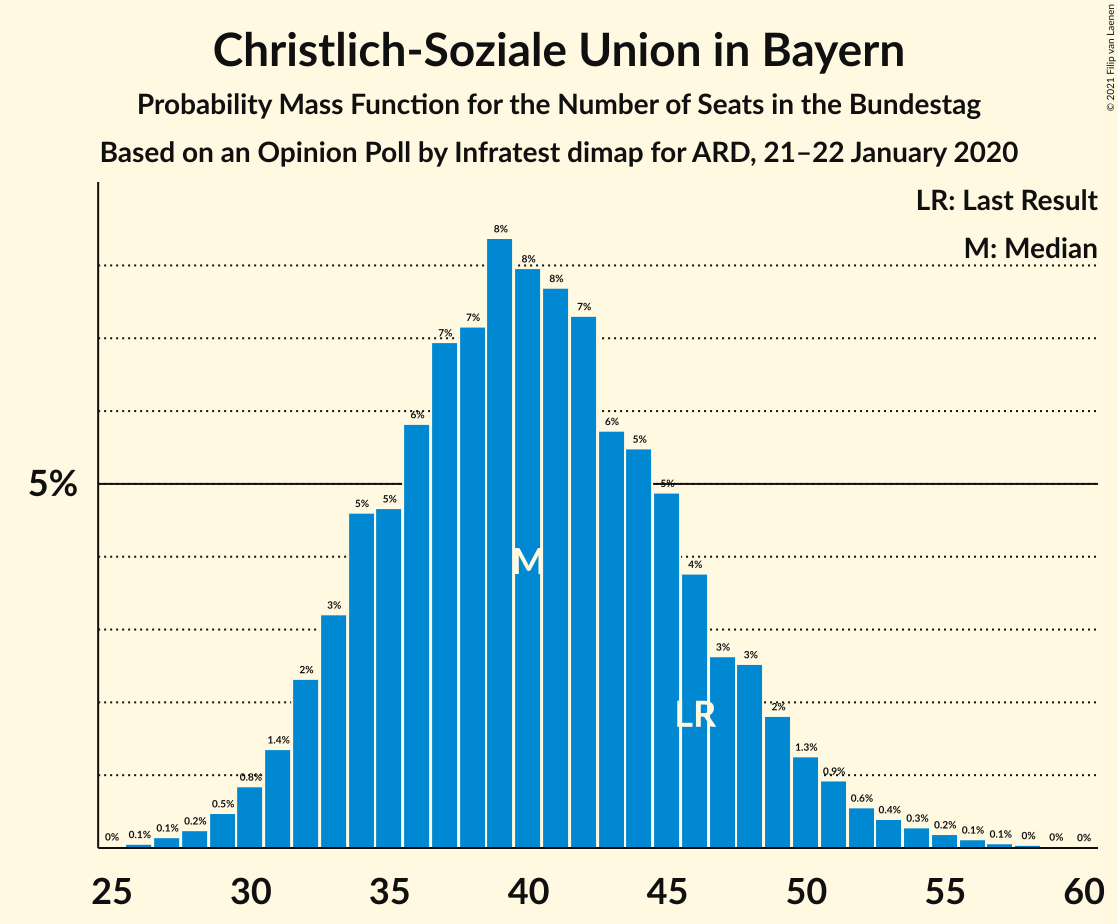 Christlich-Soziale Union in Bayern
Probability Mass Function for the Number of Seats in the Bundestag
Based on an Opinion Poll by Infratest dimap for ARD, 21–22 January 2020
© 2021 Filip van Laenen
LR: Last Result
M: Median
5%
0% 0.1% 0.1% 0.2% 0.5% 0.8% 1.4% 2% 3% 5% 5% 6% 7% 7% 8% 8% 8% 7% 6% 5% 5% 4% 3% 3% 2% 1.3% 0.9% 0.6% 0.4% 0.3% 0.2% 0.1% 0.1% 0% 0% 0%
M
LR
25 30 35 40 45 50 55 60